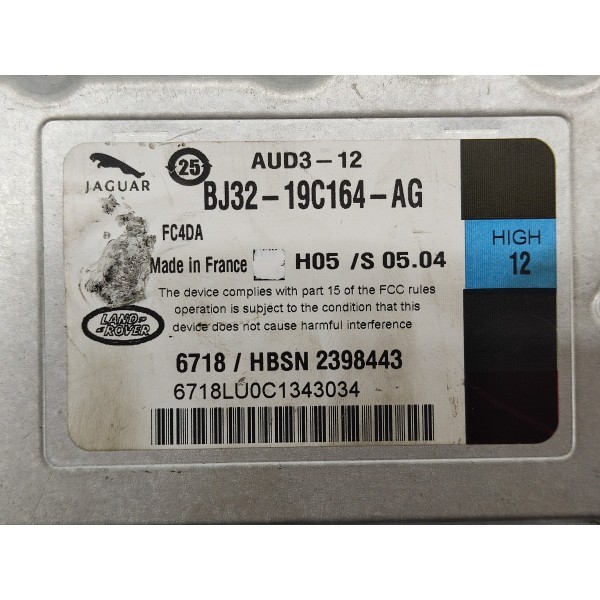 25
AUD3-12
JAGUAR
BJ32-19C164-AG
FC4DA
HIGH
12
Made in France H05 /S 05.04
The device complies with part 15 of the FCC rules
operation is subject to the condition that this
device does not cause harmful interference
LAND-
-ROVER
6718 / HBSN 2398443
6718LU0C1343034